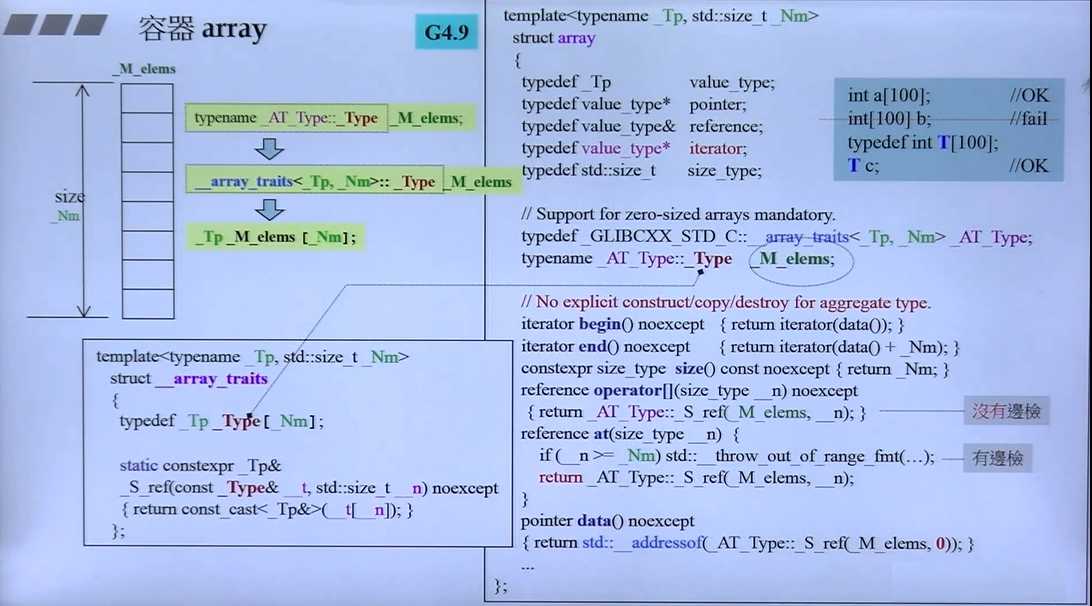 容器 array
G4.9
_M_elems
size
_Nm
typename _AT_Type::_Type _M_elems;
__array_traits<_Tp, _Nm>:: _Type _M_elems
_Tp _M_elems [_Nm];
template<typename _Tp, std::size_t _Nm>
struct __array_traits
{
typedef _Tp _Type[_Nm];
static constexpr _Tp&
_S_ref(const _Type& __t, std::size_t __n) noexcept
{ return const_cast<_Tp&>(__t[__n]); }
};
template<typename _Tp, std::size_t _Nm>
struct array
{
typedef _Tp value_type;
typedef value_type* pointer;
typedef value_type& reference;
typedef value_type* iterator;
typedef std::size_t size_type;
int a[100]; //OK
int[100] b; //fail
typedef int T[100];
T c; //OK
// Support for zero-sized arrays mandatory.
typedef _GLIBCXX_STD_C::__array_traits<_Tp, _Nm> _AT_Type;
typename _AT_Type::_Type _M_elems;
// No explicit construct/copy/destroy for aggregate type.
iterator begin() noexcept { return iterator(data()); }
iterator end() noexcept { return iterator(data() + _Nm); }
constexpr size_type size() const noexcept { return _Nm; }
reference operator[](size_type __n) noexcept
{ return _AT_Type::_S_ref(_M_elems, __n); }
沒有邊檢
reference at(size_type __n) {
if (__n >= _Nm) std::__throw_out_of_range_fmt(…);
有邊檢
return _AT_Type::_S_ref(_M_elems, __n);
}
pointer data() noexcept
{ return std::__addressof(_AT_Type::_S_ref(_M_elems, 0)); }
...
};